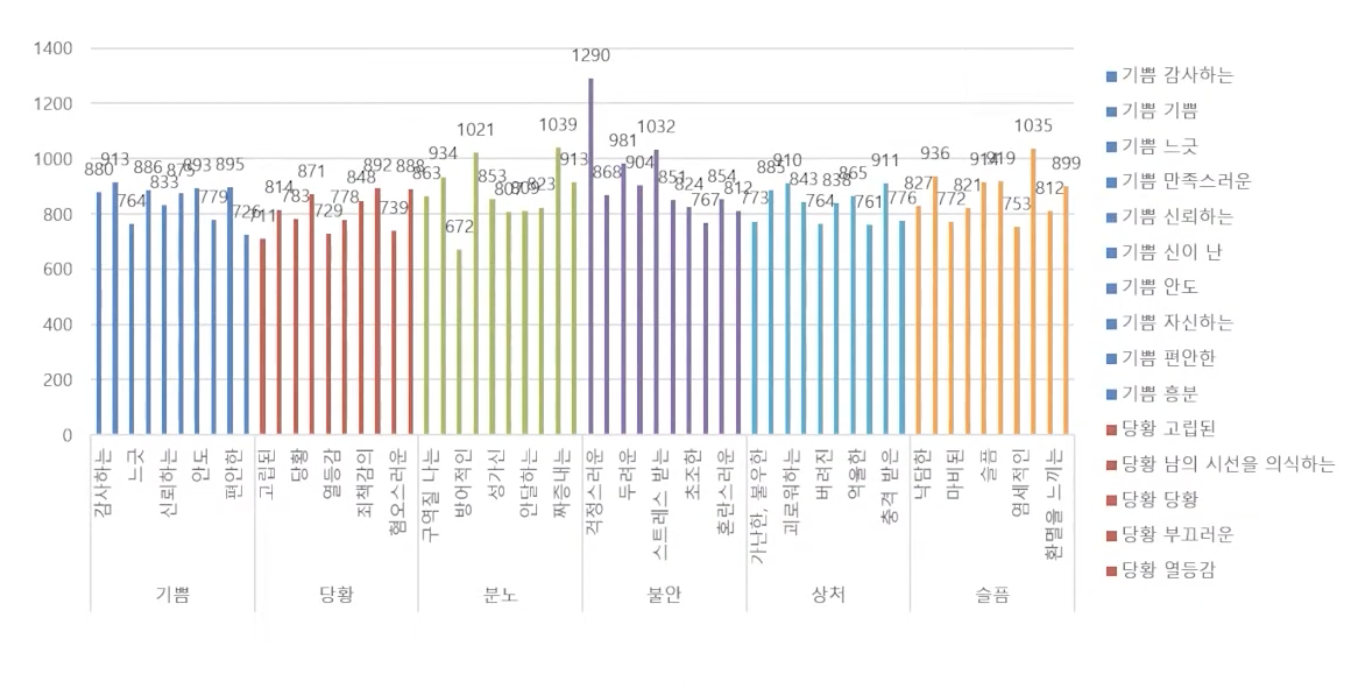 1400
1200
1000
800
600
400
200
0
880
913
764
886
833
875
893
779
895
726
711
814
783
871
729
778
848
892
739
888
863
934
672
1021
853
807
809
823
1039
913
1290
868
981
904
1032
851
824
767
854
812
773
885
910
843
764
838
865
761
911
776
827
936
772
821
914
919
753
1035
812
899
감사하는
느긋
신뢰하는
안도
편안한
고립된
당황
열등감
죄책감의
혐오스러운
구역질 나는
방어적인
성가신
안달하는
짜증내는
걱정스러운
두려운
스트레스 받는
초조한
혼란스러운
가난한, 불우한
괴로워하는
버려진
억울한
충격 받은
낙담한
마비된
슬픔
염세적인
환멸을 느끼는
기쁨
당황
분노
불안
상처
슬픔
기쁨 감사하는
기쁨 기쁨
기쁨 느긋
기쁨 만족스러운
기쁨 신뢰하는
기쁨 신이 난
기쁨 안도
기쁨 자신하는
기쁨 편안한
기쁨 흥분
당황 고립된
당황 남의 시선을 의식하는
당황 당황
당황 부끄러운
당황 열등감